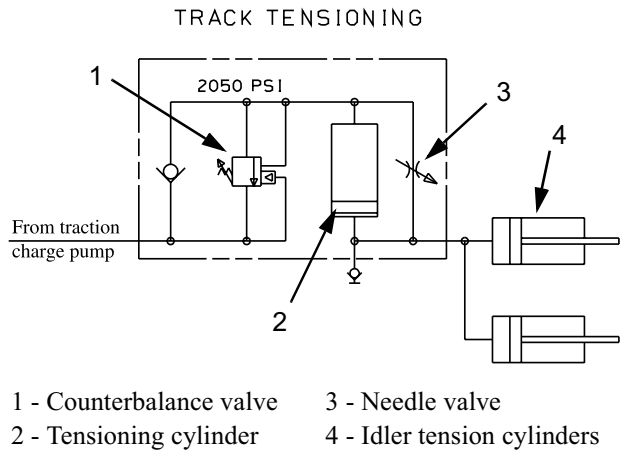 TRACK TENSIONING
1
2050 PSI
3
4
From traction
charge pump
2
1 - Counterbalance valve 3 - Needle valve
2 - Tensioning cylinder 4 - Idler tension cylinders